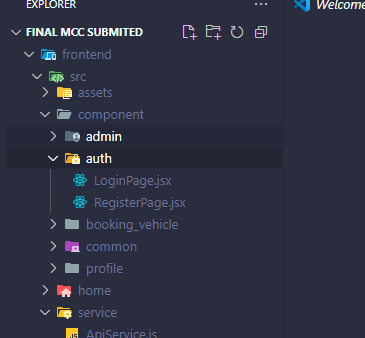 EXPLORER
Welcome
FINAL MCC SUBMITED
frontend
src
assets
component
admin
auth
LoginPage.jsx
RegisterPage.jsx
booking_vehicle
common
profile
home
service
ApiService.js